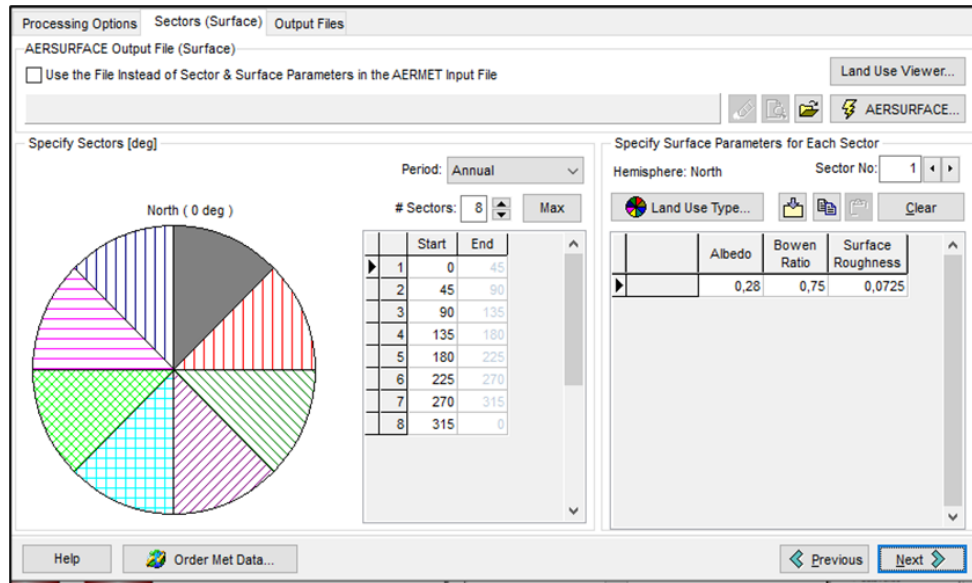 Processing Options Sectors (Surface) Output Files
AERSURFACE Output File (Surface)
Use the File Instead of Sector & Surface Parameters in the AERMET Input File
Land Use Viewer...
AERSURFACE...
Specify Sectors [deg]
Period: Annual
North ( 0 deg )
# Sectors: 8 Max
Start End
1 0 45
2 45 90
3 90 135
4 135 180
5 180 225
6 225 270
7 270 315
8 315 0
Specify Surface Parameters for Each Sector
Hemisphere: North Sector No: 1
Land Use Type... Clear
Albedo Bowen Ratio Surface Roughness
0,28 0,75 0,0725
Help Order Met Data... Previous Next